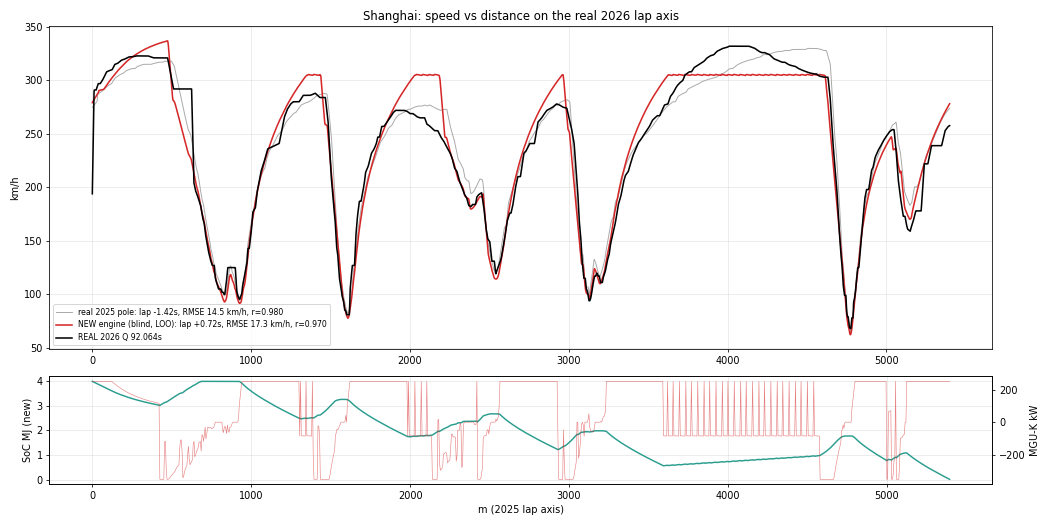 Shanghai: speed vs distance on the real 2026 lap axis
350
300
250
200
150
100
50
km/h
real 2025 pole: lap -1.42s, RMSE 14.5 km/h, r=0.980
NEW engine (blind, LOO): lap +0.72s, RMSE 17.3 km/h, r=0.970
REAL 2026 Q 92.064s
0 1000 2000 3000 4000 5000
4
3
2
1
0
SoC MJ (new)
200
0
−200
MGU-K kW
0 1000 2000 3000 4000 5000
m (2025 lap axis)